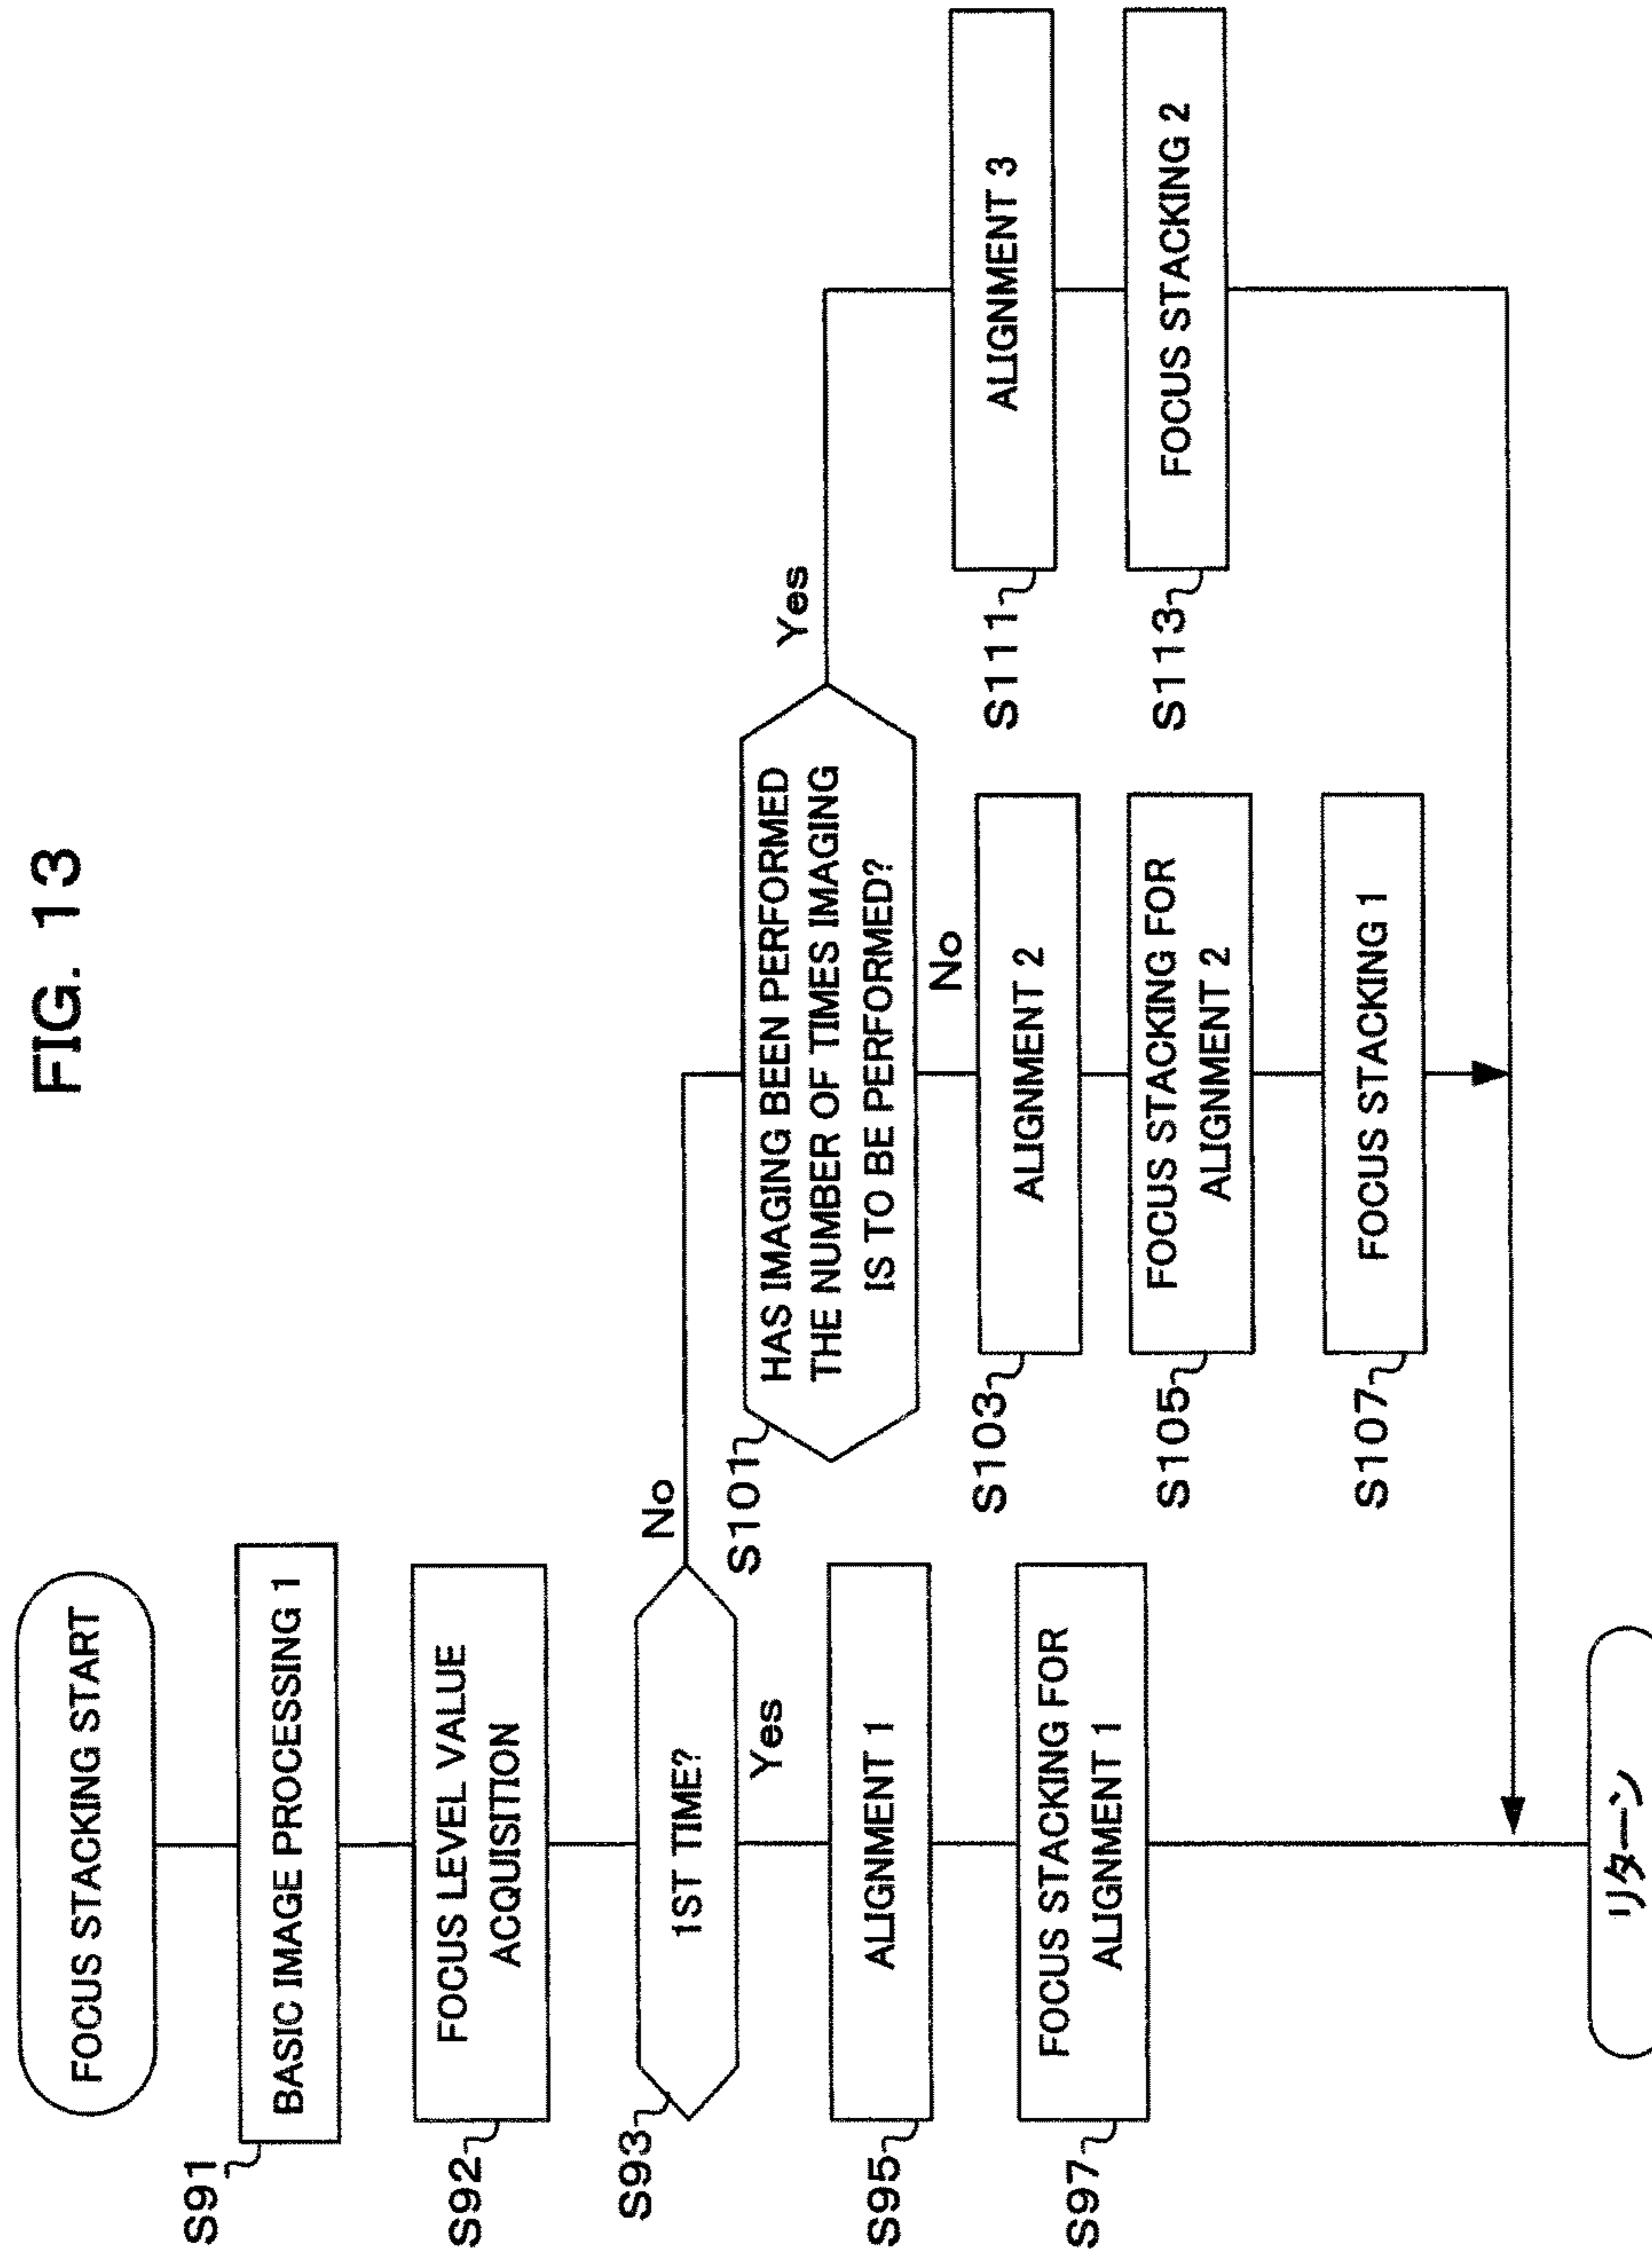 FIG. 13
FOCUS STACKING START
S91
BASIC IMAGE PROCESSING 1
S92
FOCUS LEVEL VALUE
ACQUISITION
S93
1ST TIME?
No
Yes
S95
ALIGNMENT 1
S97
FOCUS STACKING FOR
ALIGNMENT 1
S101
HAS IMAGING BEEN PERFORMED
THE NUMBER OF TIMES IMAGING
IS TO BE PERFORMED?
Yes
No
S103
ALIGNMENT 2
S105
FOCUS STACKING FOR
ALIGNMENT 2
S107
FOCUS STACKING 1
S111
ALIGNMENT 3
S113
FOCUS STACKING 2
リターン